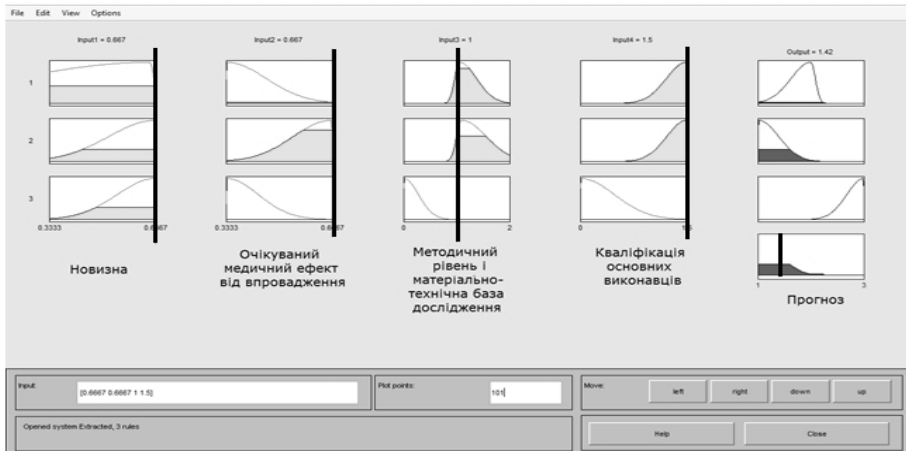 File Edit View Options
Input1 = 0.667 Input2 = 0.667 Input3 = 1 Input4 = 1.5 Output = 1.42
1
2
3
0.3333 0.3333 0 2 0
1 3
Новизна
Очікуваний
медичний ефект
від впровадження
Методичний
рівень і
матеріально-
технічна база
дослідження
Кваліфікація
основних
виконавців
Прогноз
Input: [0.6667 0.6667 1 1.5] Plot points: 101 Move: left right down up
Opened system Extracted, 3 rules Help Close